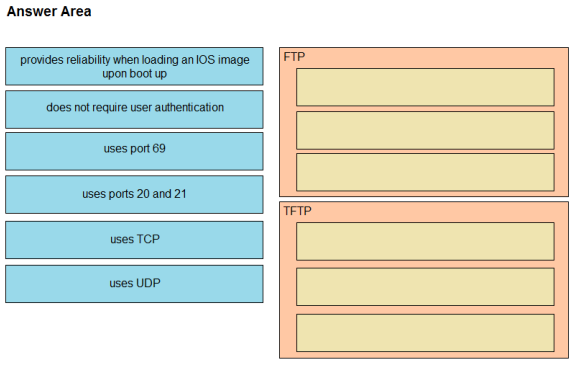 Answer Area
provides reliability when loading an IOS image
upon boot up
does not require user authentication
uses port 69
uses ports 20 and 21
uses TCP
uses UDP
FTP
TFTP